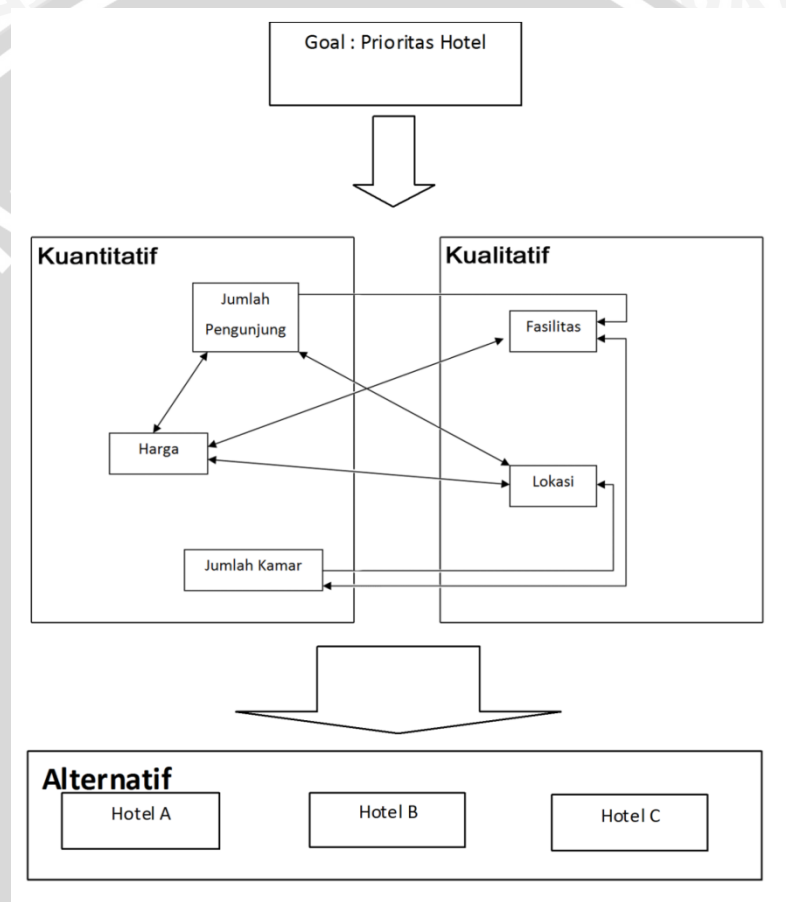 Goal : Prioritas Hotel
Kuantitatif
Kualitatif
Jumlah
Pengunjung
Fasilitas
Harga
Lokasi
Jumlah Kamar
Alternatif
Hotel A
Hotel B
Hotel C